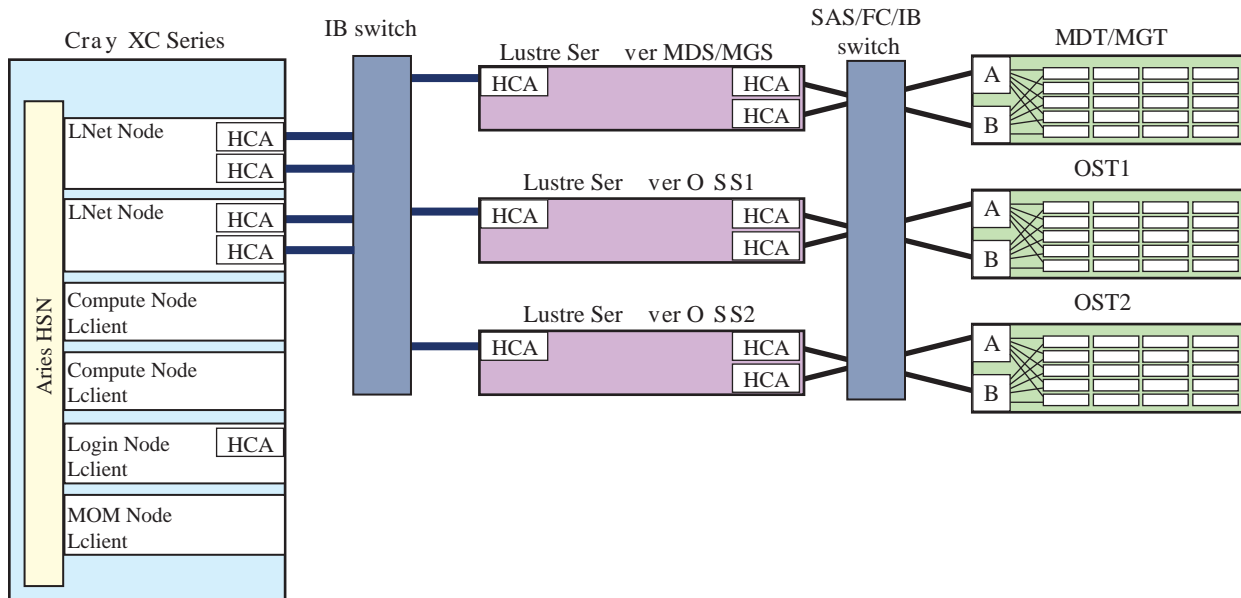 Cray XC Series
Aries HSN
LNet Node
HCA
HCA
LNet Node
HCA
HCA
Compute Node
Lclient
Compute Node
Lclient
Login Node
Lclient
HCA
MOM Node
Lclient
IB switch
Lustre Ser ver MDS/MGS
HCA
HCA
HCA
Lustre Ser ver O SS1
HCA
HCA
HCA
Lustre Ser ver O SS2
HCA
HCA
HCA
SAS/FC/IB
switch
MDT/MGT
A
B
OST1
A
B
OST2
A
B